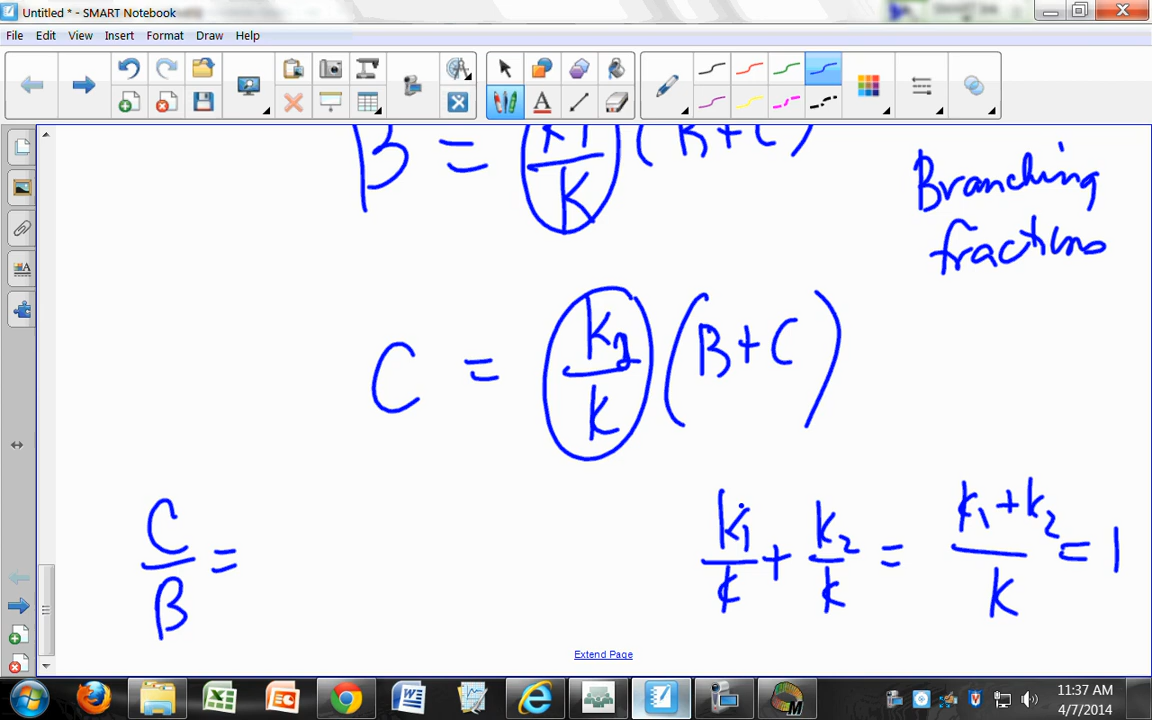 Untitled * - SMART Notebook
File Edit View Insert Format Draw Help
B = k1/K (B+C)
Branching
fractions
C = k2/k (B+C)
C/B =
k1/k + k2/k = k1+k2/k = 1
Extend Page
11:37 AM
4/7/2014